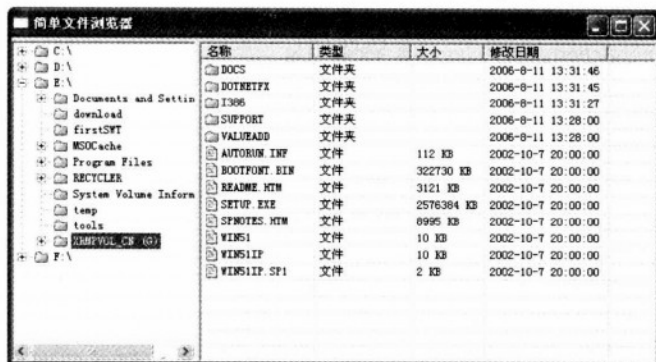 简单文件浏览器
C:\
D:\
E:\
Documents and Settin
download
firstSWT
MSOCache
Program Files
RECYCLER
System Volume Inform
temp
tools
XRMPVOL_CN (G)
F:\
名称 类型 大小 修改日期
DOCS 文件夹 2006-8-11 13:31:46
DOTNETFX 文件夹 2006-8-11 13:31:45
I386 文件夹 2006-8-11 13:31:27
SUPPORT 文件夹 2006-8-11 13:28:00
VALUEADD 文件夹 2006-8-11 13:28:00
AUTORUN.INF 文件 112 KB 2002-10-7 20:00:00
BOOTFONT.BIN 文件 322730 KB 2002-10-7 20:00:00
README.HTM 文件 3121 KB 2002-10-7 20:00:00
SETUP.EXE 文件 2576384 KB 2002-10-7 20:00:00
SPNOTES.HTM 文件 8995 KB 2002-10-7 20:00:00
WIN51 文件 10 KB 2002-10-7 20:00:00
WIN51IP 文件 10 KB 2002-10-7 20:00:00
WIN51IP.SP1 文件 2 KB 2002-10-7 20:00:00